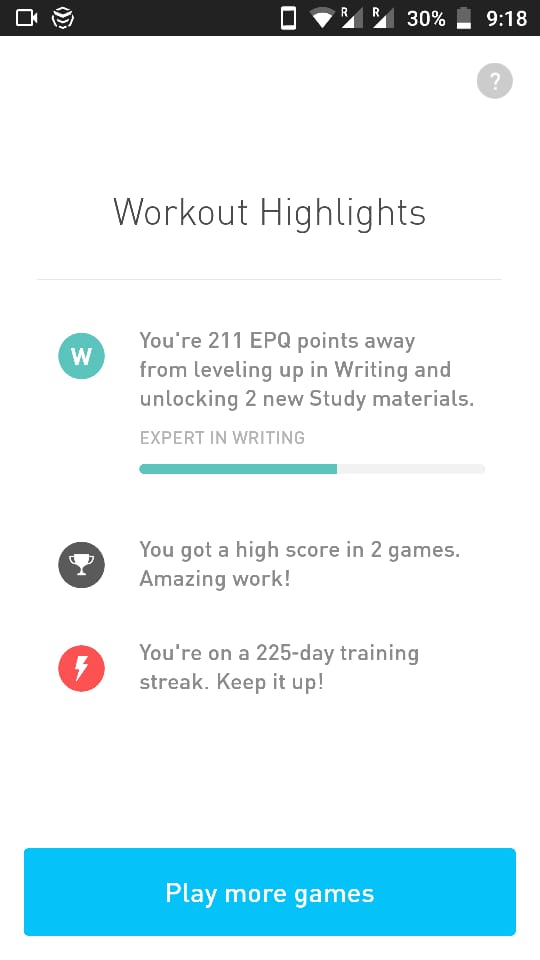 R R 30% 9:18
?
Workout Highlights
W
You're 211 EPQ points away
from leveling up in Writing and
unlocking 2 new Study materials.
EXPERT IN WRITING
You got a high score in 2 games.
Amazing work!
You're on a 225-day training
streak. Keep it up!
Play more games